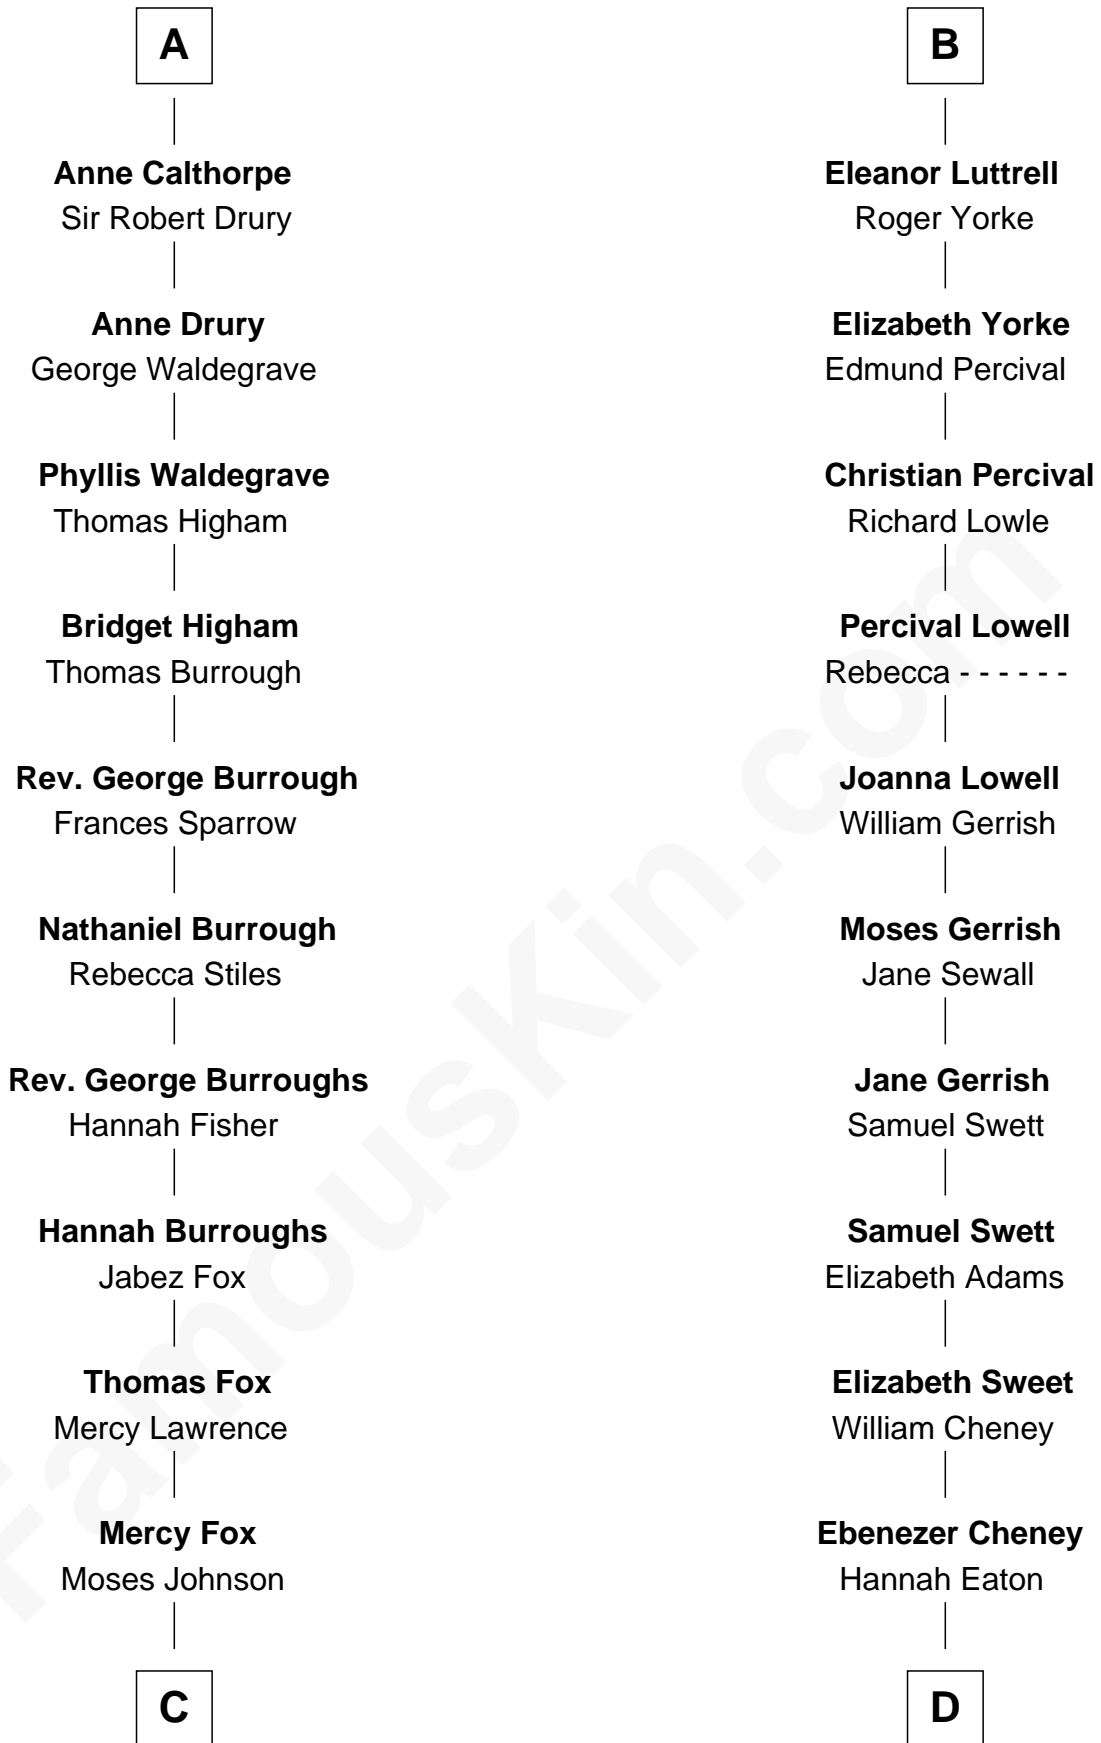 A
Anne Calthorpe
Sir Robert Drury
Anne Drury
George Waldegrave
Phyllis Waldegrave
Thomas Higham
Bridget Higham
Thomas Burrough
Rev. George Burrough
Frances Sparrow
Nathaniel Burrough
Rebecca Stiles
Rev. George Burroughs
Hannah Fisher
Hannah Burroughs
Jabez Fox
Thomas Fox
Mercy Lawrence
Mercy Fox
Moses Johnson
C
B
Eleanor Luttrell
Roger Yorke
Elizabeth Yorke
Edmund Percival
Christian Percival
Richard Lowle
Percival Lowell
Rebecca - - - - - -
Joanna Lowell
William Gerrish
Moses Gerrish
Jane Sewall
Jane Gerrish
Samuel Swett
Samuel Swett
Elizabeth Adams
Elizabeth Sweet
William Cheney
Ebenezer Cheney
Hannah Eaton
D
FamousKin.com